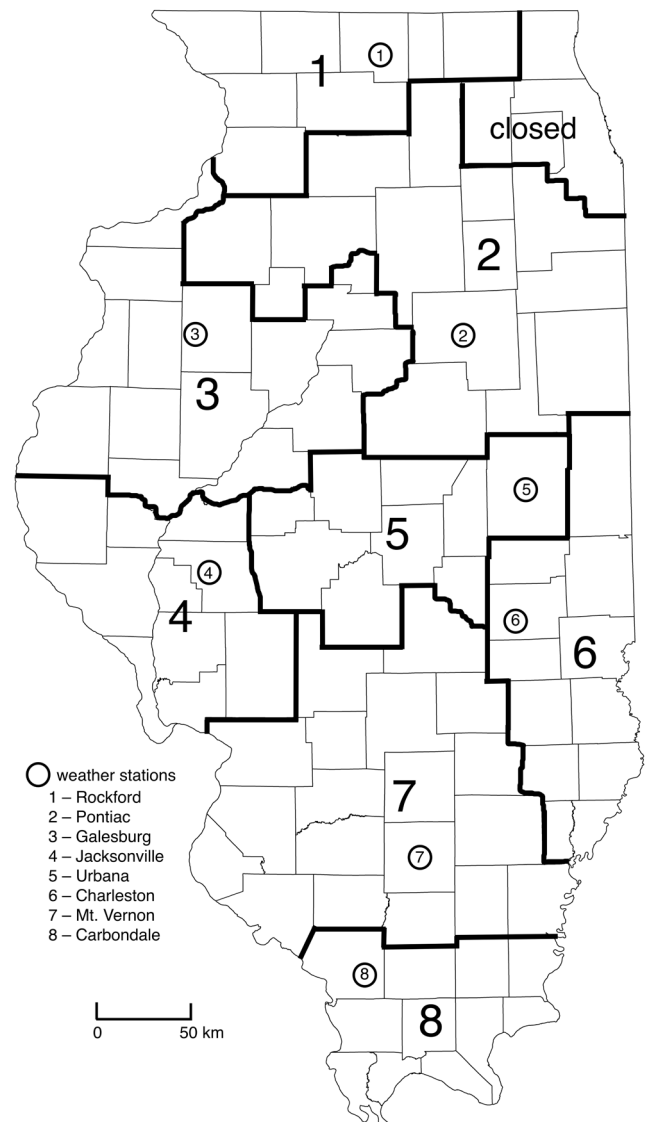 1
①
closed
2
③
②
3
⑤
5
④
4
⑥
6
weather stations
1 – Rockford
2 – Pontiac
3 – Galesburg
4 – Jacksonville
5 – Urbana
6 – Charleston
7 – Mt. Vernon
8 – Carbondale
7
⑦
⑧
8
0 50 km